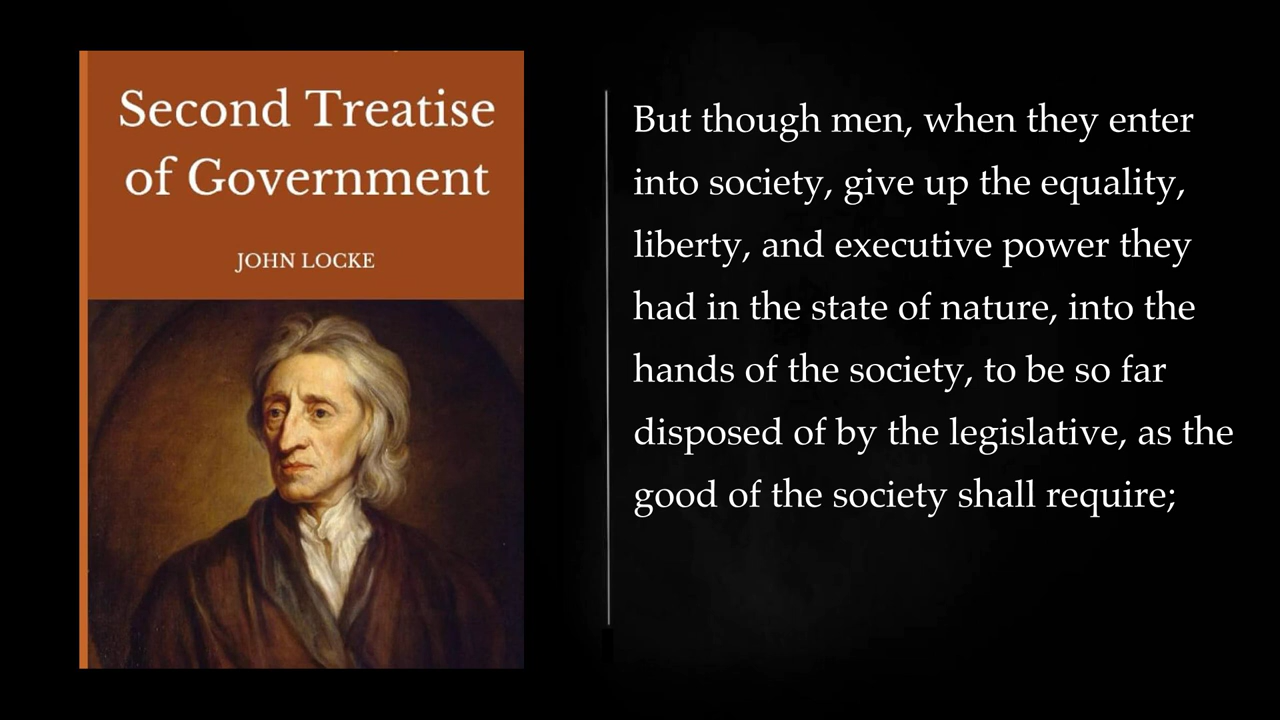 Second Treatise
of Government
JOHN LOCKE
But though men, when they enter
into society, give up the equality,
liberty, and executive power they
had in the state of nature, into the
hands of the society, to be so far
disposed of by the legislative, as the
good of the society shall require;